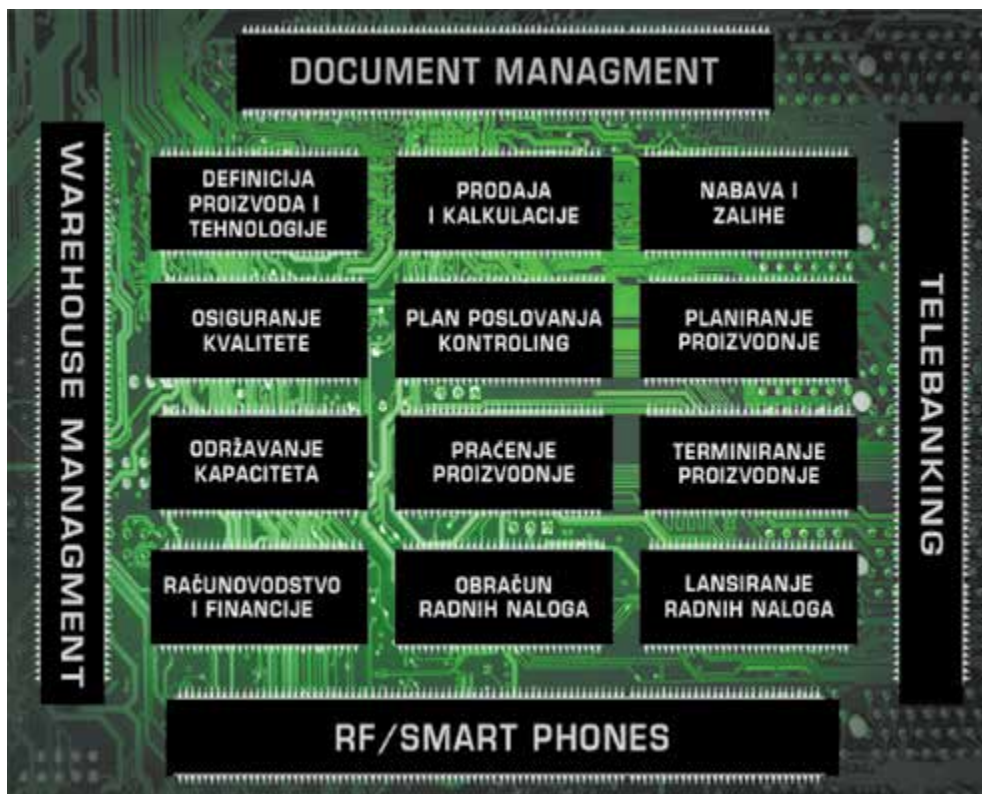 DOCUMENT MANAGMENT
WAREHOUSE MANAGMENT
DEFINICIJA
PROIZVODA I
TEHNOLOGIJE
PRODAJA
I KALKULACIJE
NABAVA I
ZALIHE
OSIGURANJE
KVALITETE
PLAN POSLOVANJA
KONTROLING
PLANIRANJE
PROIZVODNJE
ODRŽAVANJE
KAPACITETA
PRAĆENJE
PROIZVODNJE
TERMINIRANJE
PROIZVODNJE
RAČUNOVODSTVO
I FINANCIJE
OBRAČUN
RADNIH NALOGA
LANSIRANJE
RADNIH NALOGA
TELEBANKING
RF/SMART PHONES